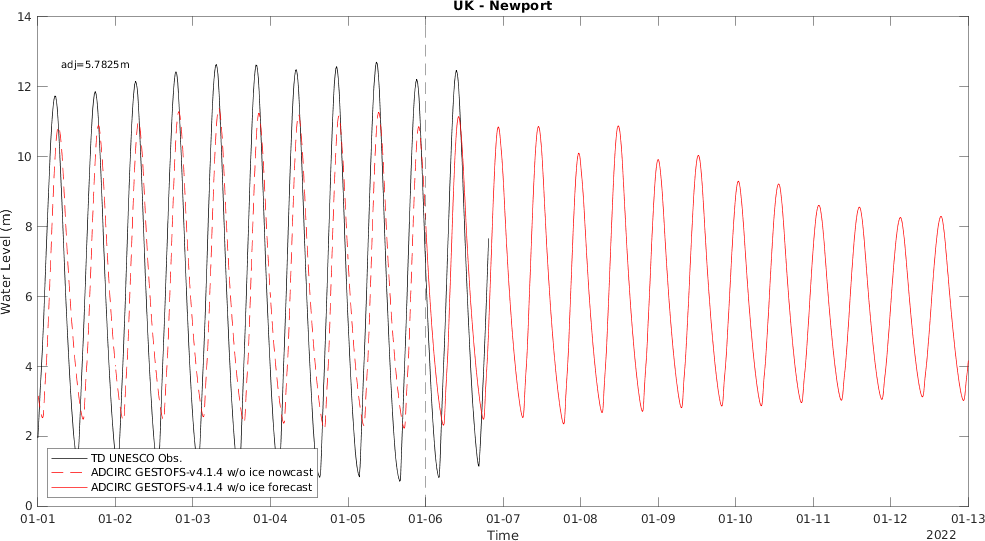 UK - Newport
adj=5.7825m
14
12
10
8
6
4
2
0
Water Level (m)
TD UNESCO Obs.
ADCIRC GESTOFS-v4.1.4 w/o ice nowcast
ADCIRC GESTOFS-v4.1.4 w/o ice forecast
01-01 01-02 01-03 01-04 01-05 01-06 01-07 01-08 01-09 01-10 01-11 01-12 01-13
Time
2022